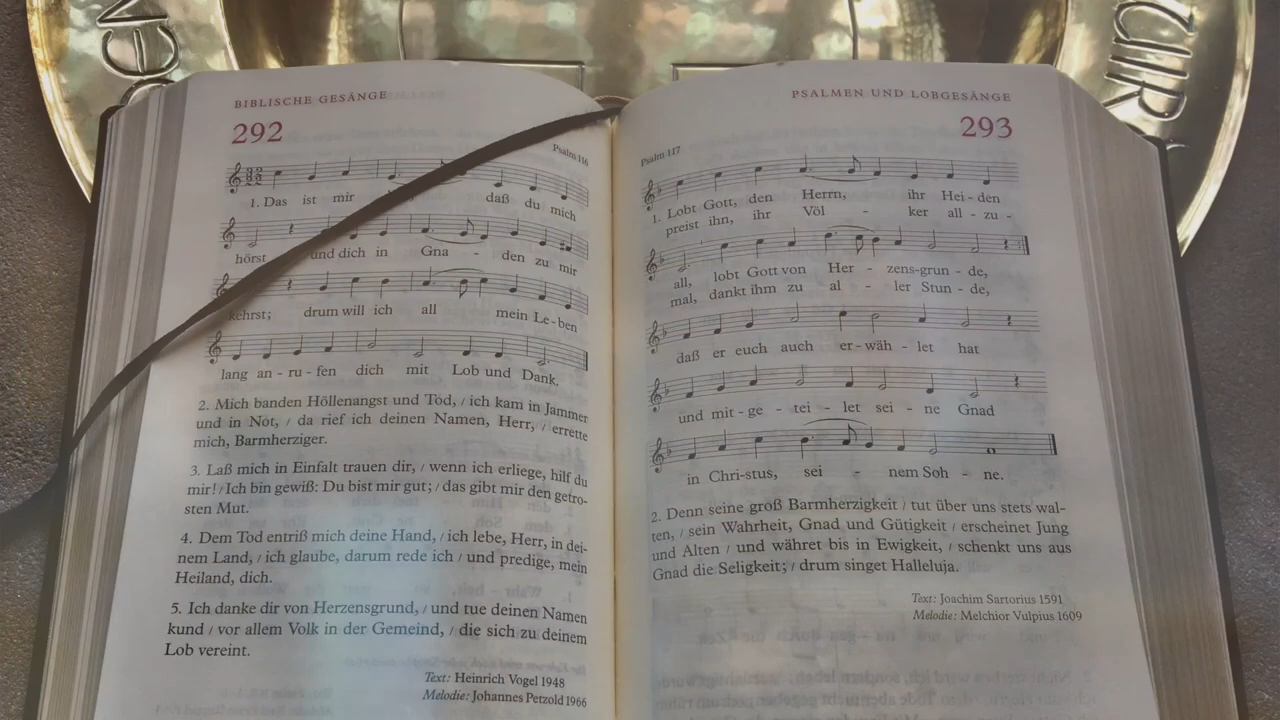 BIBLISCHE GESÄNGE
292
Psalm 116
1. Das ist mir daß du mich
hörst und dich in Gna - den zu mir
kehrst; drum will ich all mein Le - ben
lang an - ru - fen dich mit Lob und Dank.
2. Mich banden Höllenangst und Tod, / ich kam in Jammer
und in Not, / da rief ich deinen Namen, Herr, / errette
mich, Barmherziger.
3. Laß mich in Einfalt trauen dir, / wenn ich erliege, hilf du
mir! / Ich bin gewiß: Du bist mir gut; / das gibt mir den getro-
sten Mut.
4. Dem Tod entriß mich deine Hand, / ich lebe, Herr, in dei-
nem Land, / ich glaube, darum rede ich / und predige, mein
Heiland, dich.
5. Ich danke dir von Herzensgrund, / und tue deinen Namen
kund / vor allem Volk in der Gemeind, / die sich zu deinem
Lob vereint.
Text: Heinrich Vogel 1948
Melodie: Johannes Petzold 1966
PSALMEN UND LOBGESÄNGE
293
Psalm 117
1. Lobt Gott, den Herrn, ihr Hei - den
preist ihn, ihr Völ - ker all - zu -
all, lobt Gott von Her - zens-grun - de,
mal, dankt ihm zu al - ler Stun - de,
daß er euch auch er - wäh - let hat
und mit - ge - tei - let sei - ne Gnad
in Chri-stus, sei - nem Soh - ne.
2. Denn seine groß Barmherzigkeit / tut über uns stets wal-
ten, / sein Wahrheit, Gnad und Gütigkeit / erscheinet Jung
und Alten / und währet bis in Ewigkeit, / schenkt uns aus
Gnad die Seligkeit; / drum singet Halleluja.
Text: Joachim Sartorius 1591
Melodie: Melchior Vulpius 1609